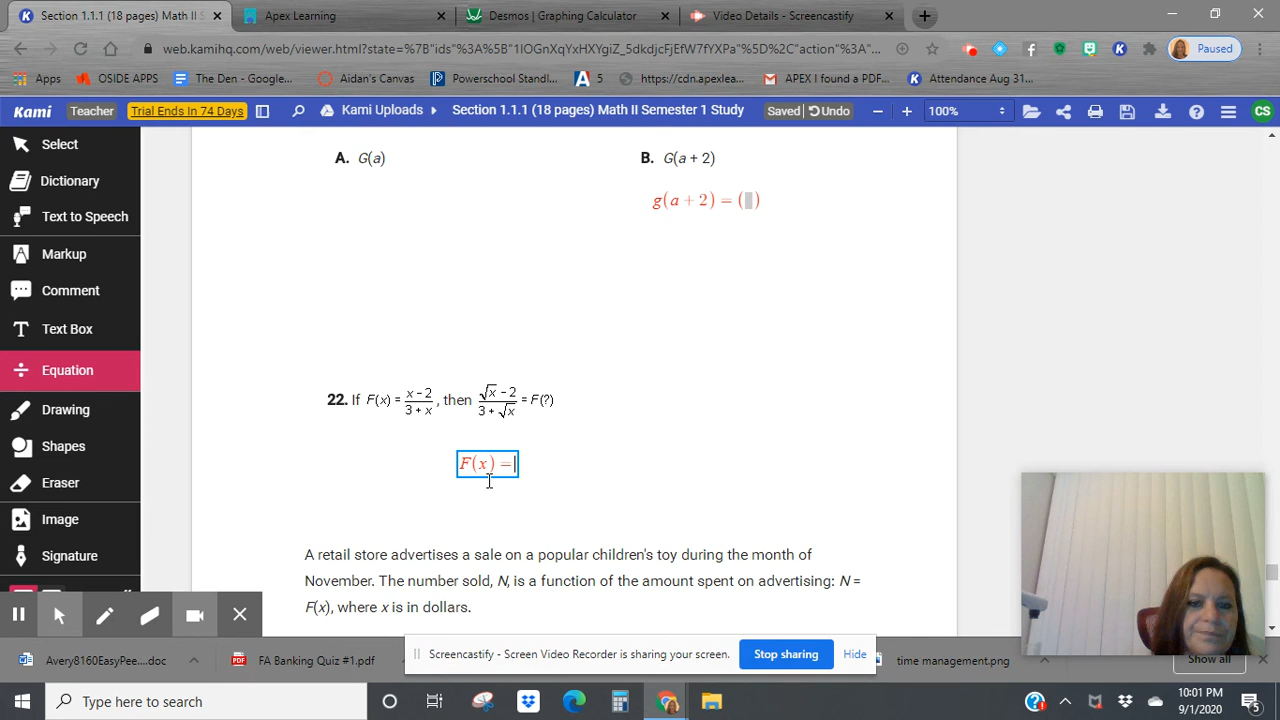 Section 1.1.1 (18 pages) Math II S
Apex Learning
Desmos | Graphing Calculator
Video Details - Screencastify
web.kamihq.com/web/viewer.html?state=%7B"ids"%3A%5B"1IOGnXqYxHXYgiZ_5dkdjcFjEfW7fYXPa"%5D%2C"action"%3A"...
Paused
Apps
OSIDE APPS
The Den - Google...
Aidan's Canvas
Powerschool Standl...
5
https://cdn.zpsrea...
APEX I found a PDF...
Attendance Aug 31...
Kami
Teacher
Trial Ends In 74 Days
Kami Uploads
Section 1.1.1 (18 pages) Math II Semester 1 Study
Saved
Undo
100%
CS
Select
Dictionary
Text to Speech
Markup
Comment
Text Box
Equation
Drawing
Shapes
Eraser
Image
Signature
A. G(a)
B. G(a + 2)
g(a + 2) = ( )
22. If F(x) = (x – 2)/(3 + x), then (√x – 2)/(3 + √x) = F(?)
F(x) =
A retail store advertises a sale on a popular children's toy during the month of
November. The number sold, N, is a function of the amount spent on advertising: N =
F(x), where x is in dollars.
Screencastify - Screen Video Recorder is sharing your screen.
Stop sharing
Hide
Avery8160EasyPee....doc
FA Banking Quiz #1.pdf
time management.png
Show all
Type here to search
10:01 PM
9/1/2020
5